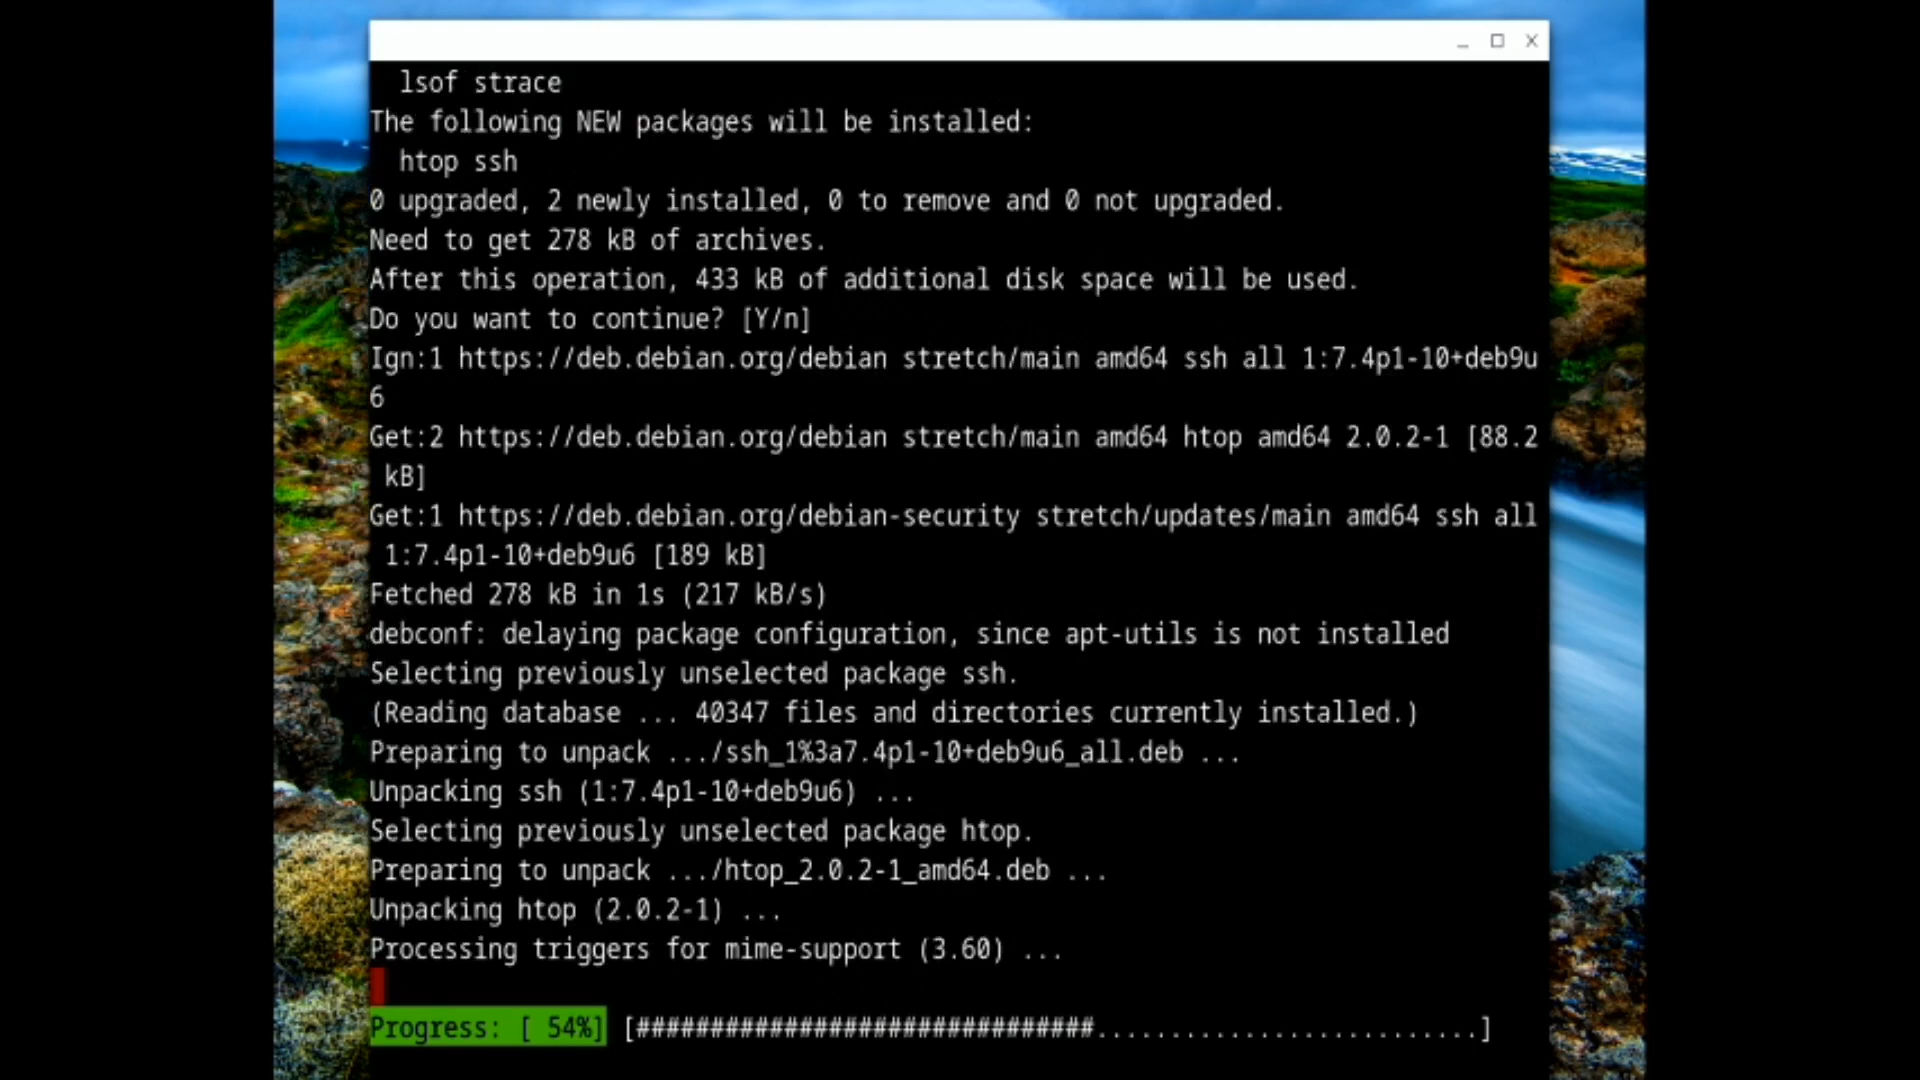 lsof strace
The following NEW packages will be installed:
htop ssh
0 upgraded, 2 newly installed, 0 to remove and 0 not upgraded.
Need to get 278 kB of archives.
After this operation, 433 kB of additional disk space will be used.
Do you want to continue? [Y/n]
Ign:1 https://deb.debian.org/debian stretch/main amd64 ssh all 1:7.4p1-10+deb9u
6
Get:2 https://deb.debian.org/debian stretch/main amd64 htop amd64 2.0.2-1 [88.2
kB]
Get:1 https://deb.debian.org/debian-security stretch/updates/main amd64 ssh all
1:7.4p1-10+deb9u6 [189 kB]
Fetched 278 kB in 1s (217 kB/s)
debconf: delaying package configuration, since apt-utils is not installed
Selecting previously unselected package ssh.
(Reading database ... 40347 files and directories currently installed.)
Preparing to unpack .../ssh_1%3a7.4p1-10+deb9u6_all.deb ...
Unpacking ssh (1:7.4p1-10+deb9u6) ...
Selecting previously unselected package htop.
Preparing to unpack .../htop_2.0.2-1_amd64.deb ...
Unpacking htop (2.0.2-1) ...
Processing triggers for mime-support (3.60) ...
Progress: [ 54%] [###############################..........................]